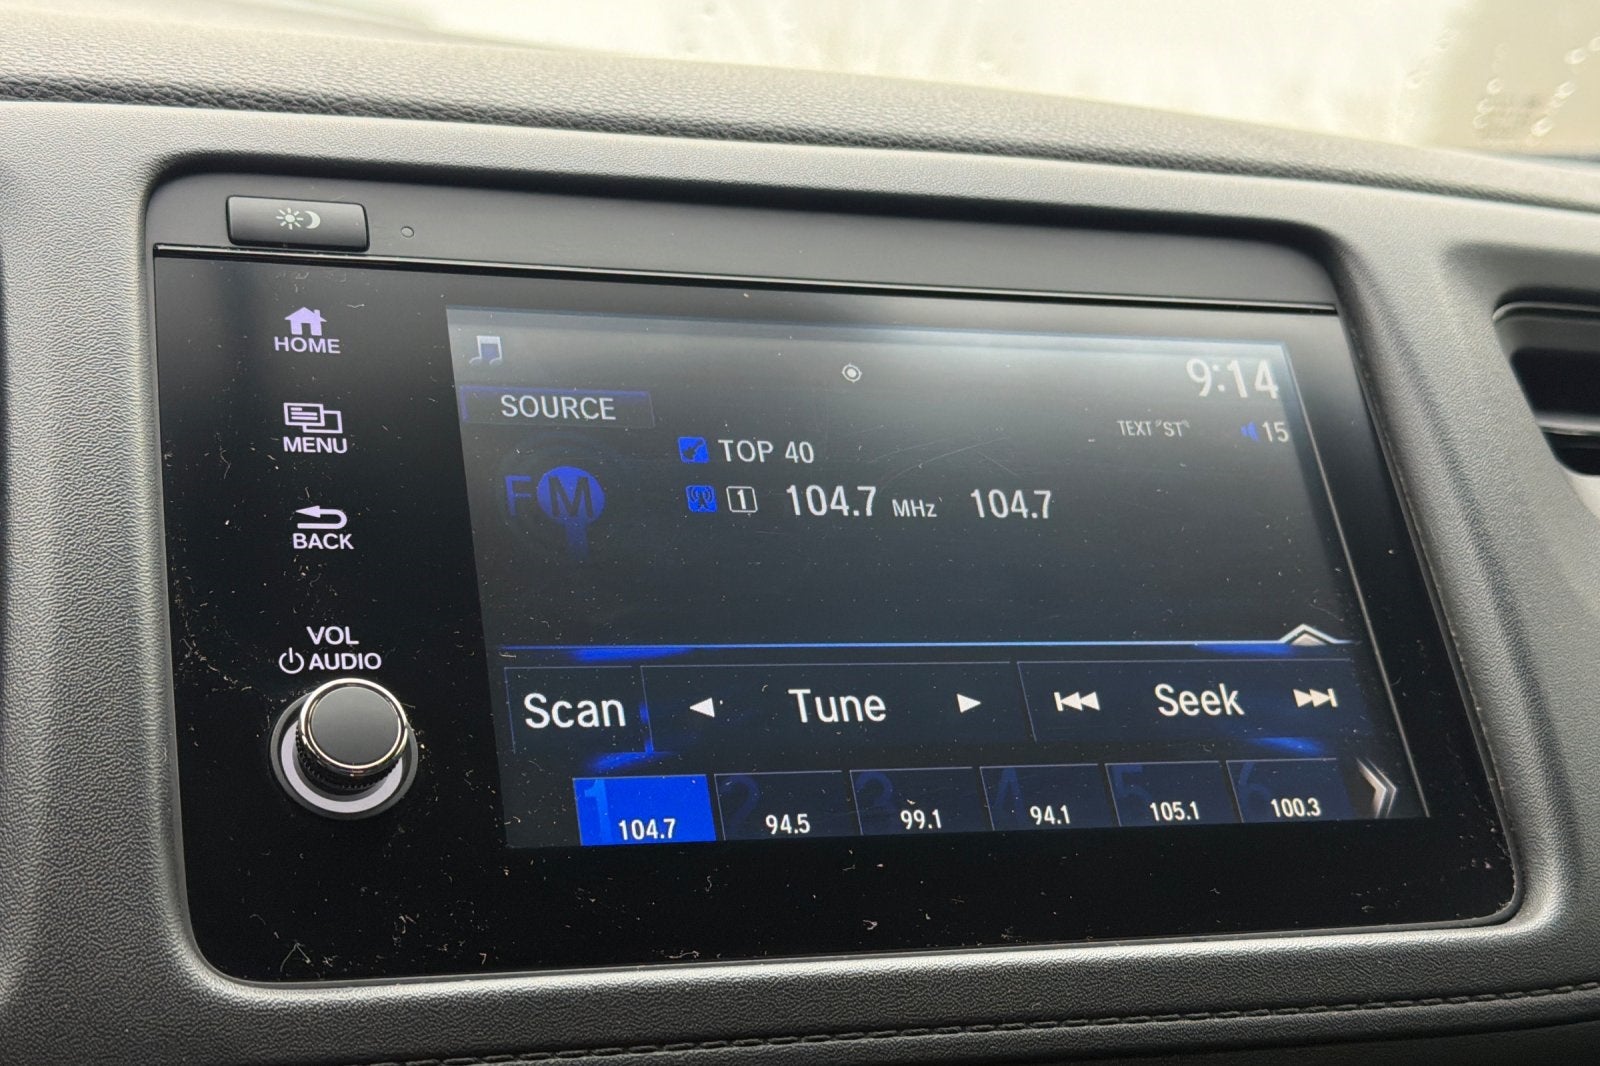 HOME
MENU
BACK
VOL
AUDIO
9:14
SOURCE
TEXT "ST"
15
TOP 40
FM
1 104.7 MHz 104.7
Scan Tune Seek
1 104.7
2 94.5
3 99.1
4 94.1
5 105.1
6 100.3